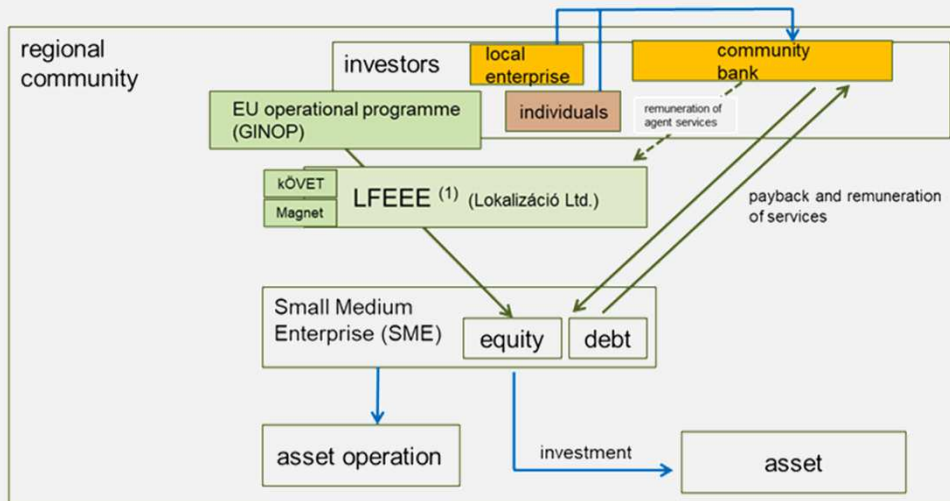 regional
community
investors
local
enterprise
community
bank
individuals
remuneration of
agent services
EU operational programme
(GINOP)
kÖVET
Magnet
LFEEE (1) (Lokalizáció Ltd.)
payback and remuneration
of services
Small Medium
Enterprise (SME)
equity
debt
asset operation
investment
asset